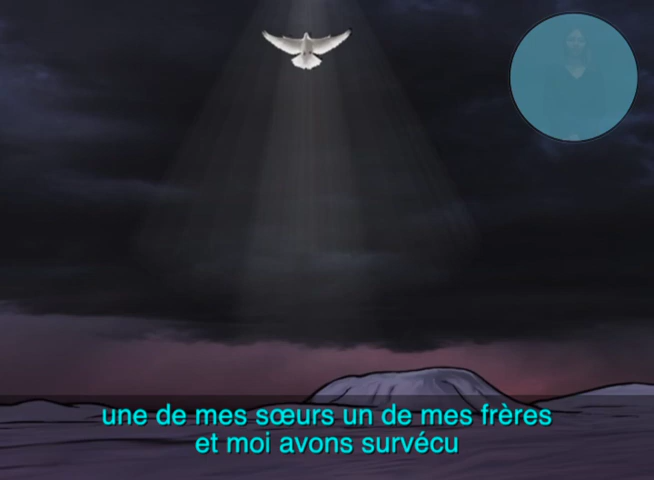 une de mes sœurs un de mes frères
et moi avons survécu